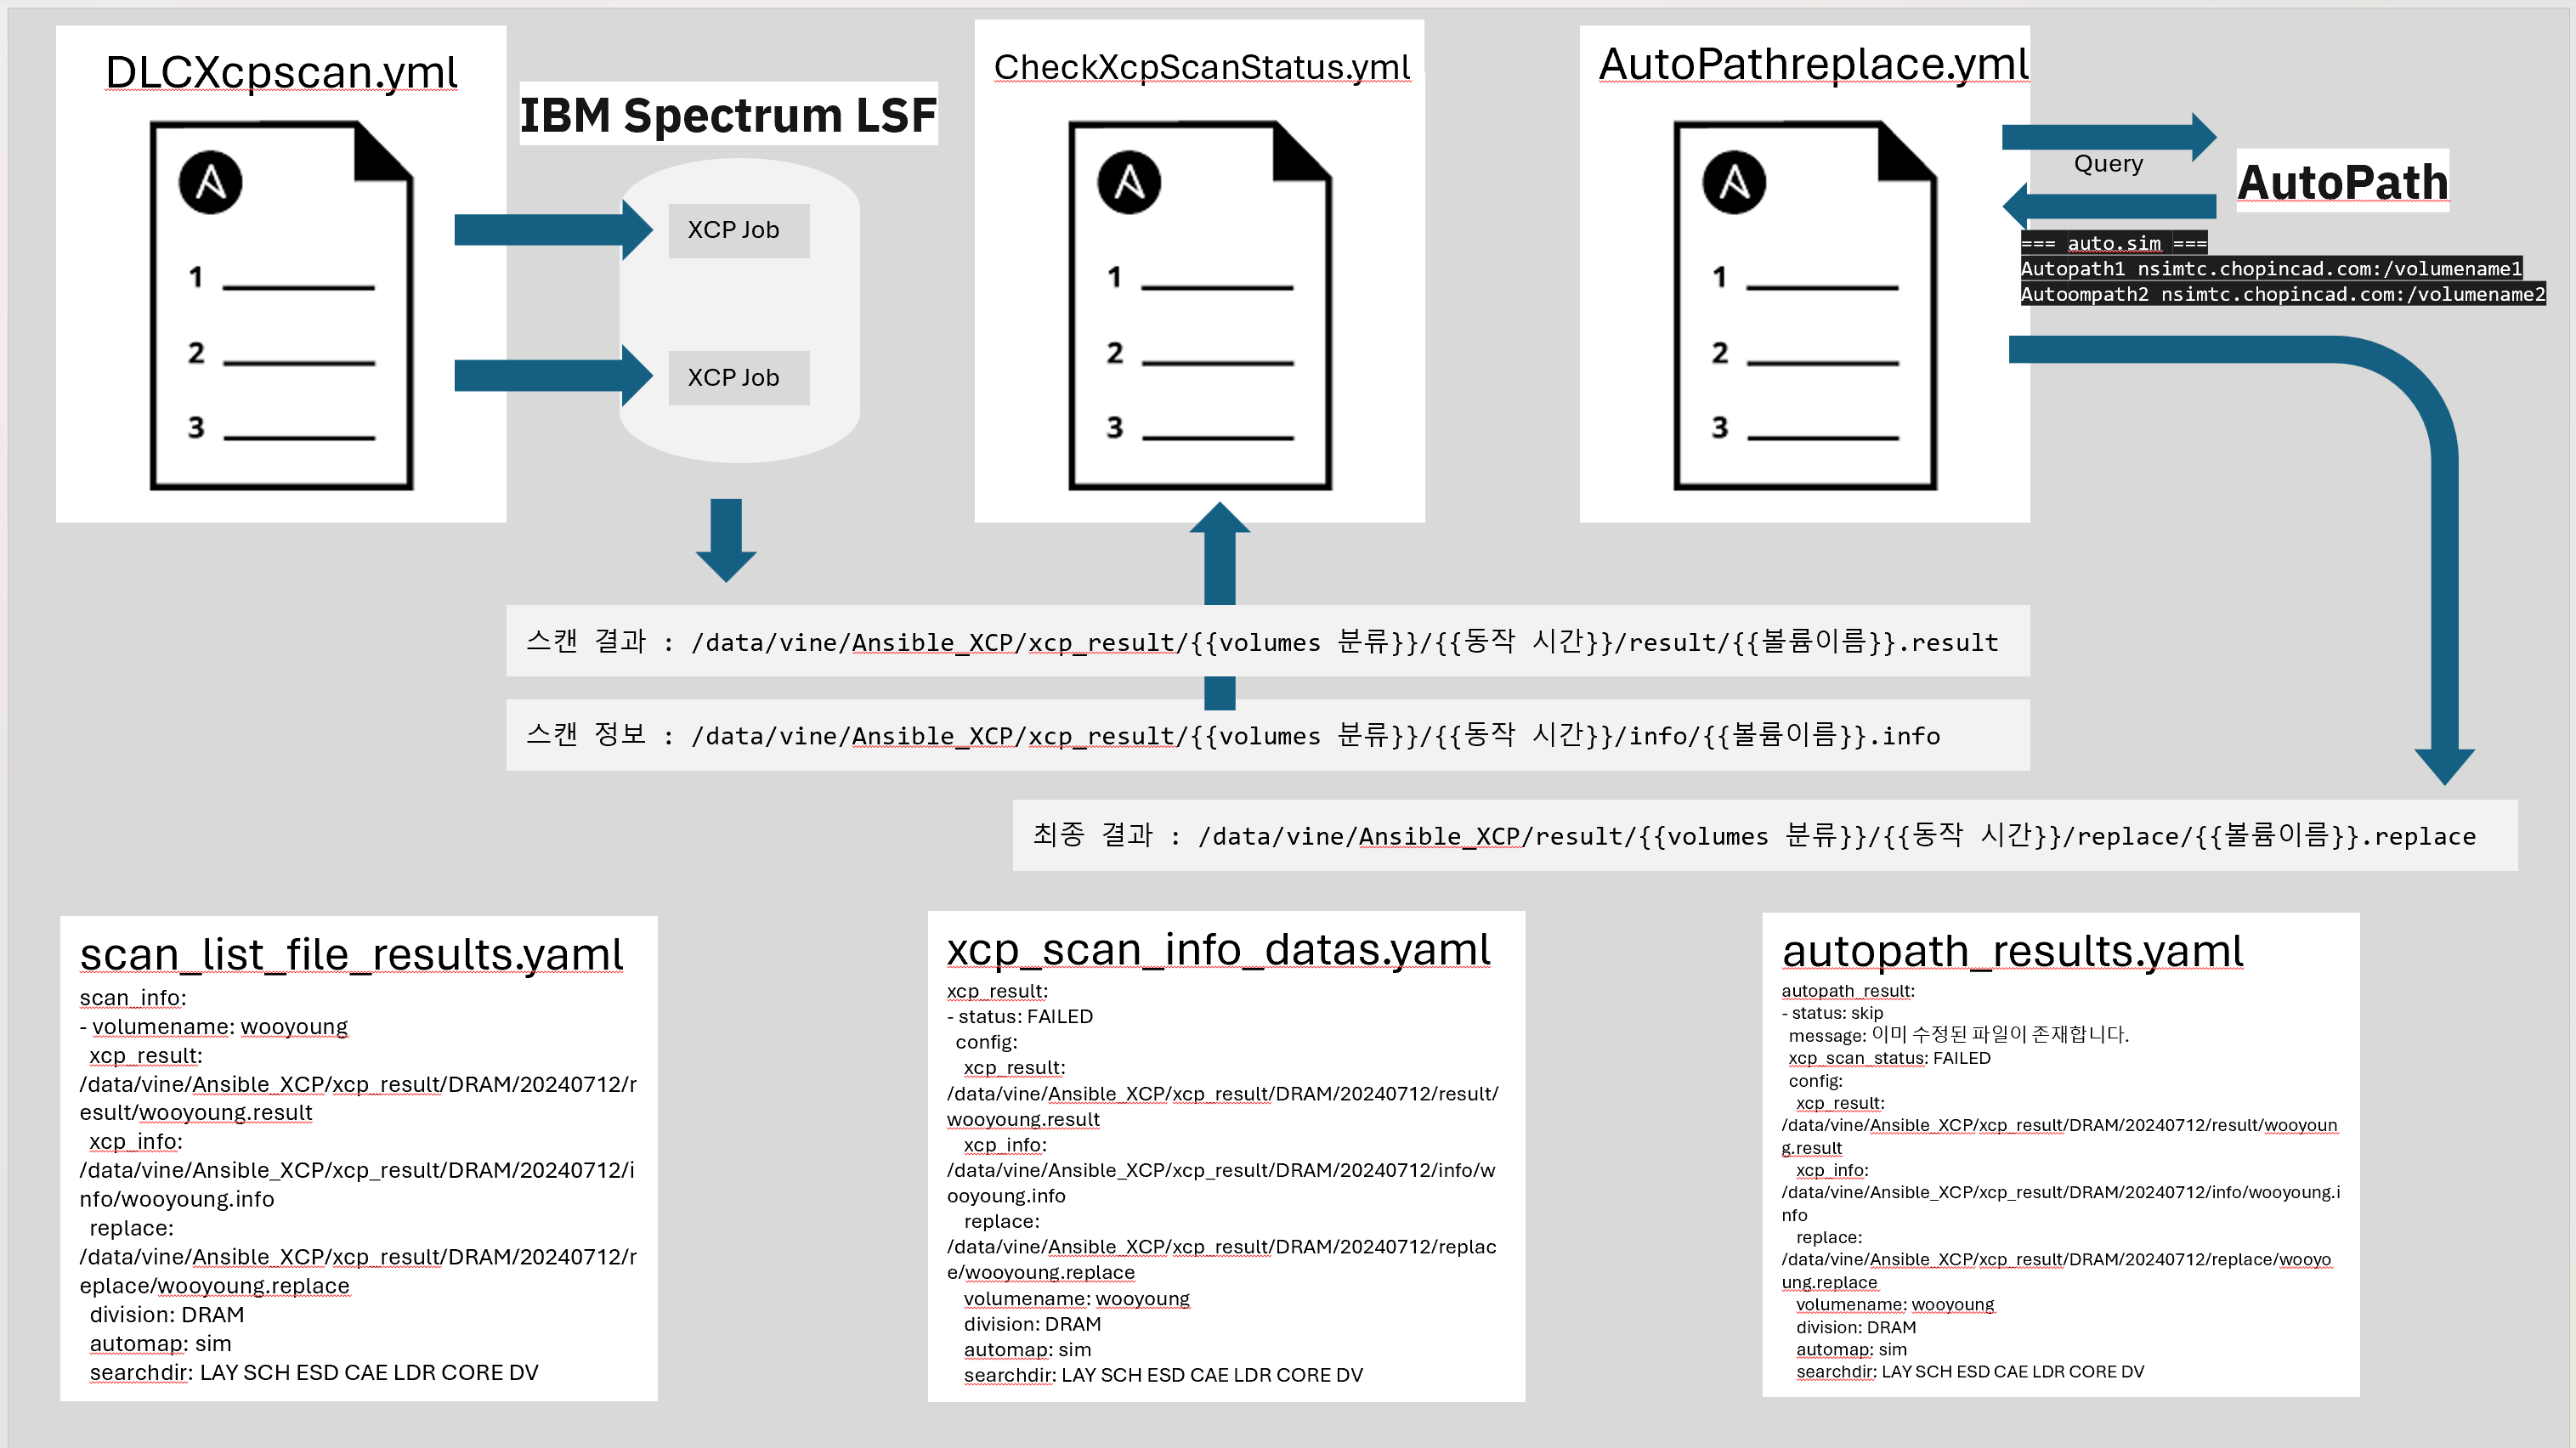 DLCXcpscan.yml
1
2
3
IBM Spectrum LSF
XCP Job
XCP Job
CheckXcpScanStatus.yml
1
2
3
AutoPathreplace.yml
1
2
3
Query
AutoPath
=== auto.sim ===
Autopath1 nsimtc.chopincad.com:/volumename1
Autoompath2 nsimtc.chopincad.com:/volumename2
스캔 결과 : /data/vine/Ansible_XCP/xcp_result/{{volumes 분류}}/{{동작 시간}}/result/{{볼륨이름}}.result
스캔 정보 : /data/vine/Ansible_XCP/xcp_result/{{volumes 분류}}/{{동작 시간}}/info/{{볼륨이름}}.info
최종 결과 : /data/vine/Ansible_XCP/result/{{volumes 분류}}/{{동작 시간}}/replace/{{볼륨이름}}.replace
scan_list_file_results.yaml
scan_info:
- volumename: wooyoung
xcp_result:
/data/vine/Ansible_XCP/xcp_result/DRAM/20240712/r
esult/wooyoung.result
xcp_info:
/data/vine/Ansible_XCP/xcp_result/DRAM/20240712/i
nfo/wooyoung.info
replace:
/data/vine/Ansible_XCP/xcp_result/DRAM/20240712/r
eplace/wooyoung.replace
division: DRAM
automap: sim
searchdir: LAY SCH ESD CAE LDR CORE DV
xcp_scan_info_datas.yaml
xcp_result:
- status: FAILED
config:
xcp_result:
/data/vine/Ansible_XCP/xcp_result/DRAM/20240712/result/
wooyoung.result
xcp_info:
/data/vine/Ansible_XCP/xcp_result/DRAM/20240712/info/w
ooyoung.info
replace:
/data/vine/Ansible_XCP/xcp_result/DRAM/20240712/replac
e/wooyoung.replace
volumename: wooyoung
division: DRAM
automap: sim
searchdir: LAY SCH ESD CAE LDR CORE DV
autopath_results.yaml
autopath_result:
- status: skip
message: 이미 수정된 파일이 존재합니다.
xcp_scan_status: FAILED
config:
xcp_result:
/data/vine/Ansible_XCP/xcp_result/DRAM/20240712/result/wooyoun
g.result
xcp_info:
/data/vine/Ansible_XCP/xcp_result/DRAM/20240712/info/wooyoung.i
nfo
replace:
/data/vine/Ansible_XCP/xcp_result/DRAM/20240712/replace/wooyo
ung.replace
volumename: wooyoung
division: DRAM
automap: sim
searchdir: LAY SCH ESD CAE LDR CORE DV